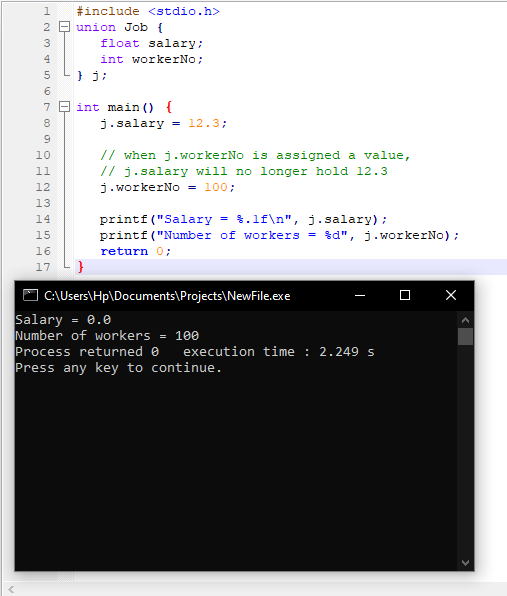 1 #include <stdio.h>
2 union Job {
3 float salary;
4 int workerNo;
5 } j;
6
7 int main() {
8 j.salary = 12.3;
9
10 // when j.workerNo is assigned a value,
11 // j.salary will no longer hold 12.3
12 j.workerNo = 100;
13
14 printf("Salary = %.1f\n", j.salary);
15 printf("Number of workers = %d", j.workerNo);
16 return 0;
17 }
C:\Users\Hp\Documents\Projects\NewFile.exe
Salary = 0.0
Number of workers = 100
Process returned 0 execution time : 2.249 s
Press any key to continue.